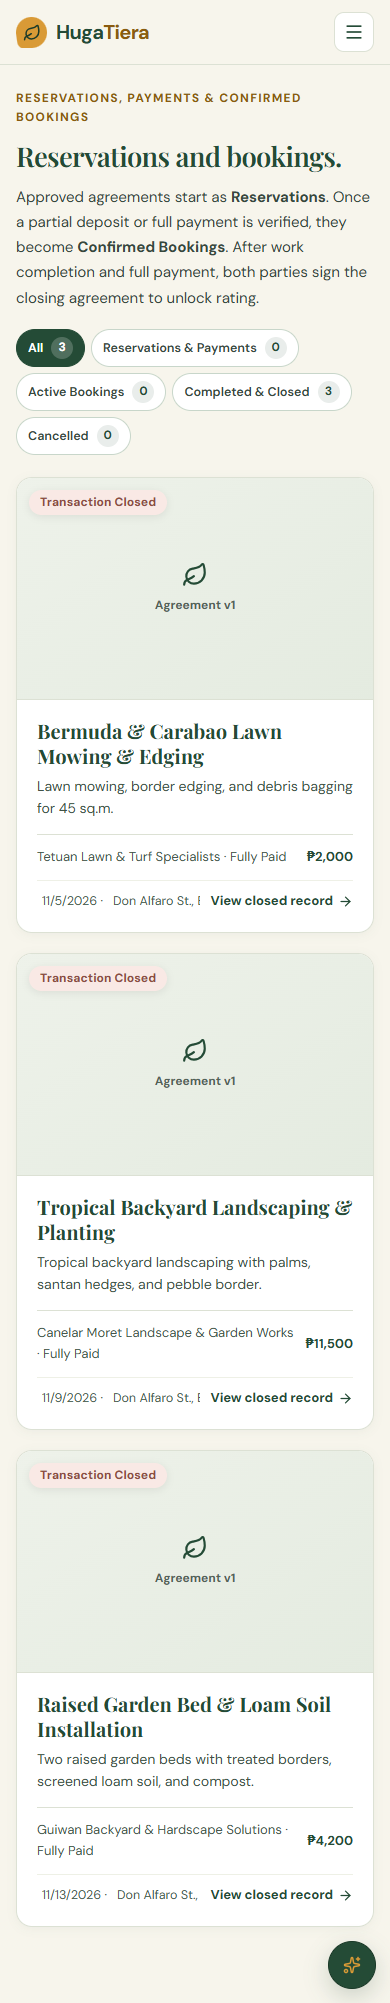 HugaTiera
RESERVATIONS, PAYMENTS & CONFIRMED
BOOKINGS
Reservations and bookings.
Approved agreements start as Reservations. Once
a partial deposit or full payment is verified, they
become Confirmed Bookings. After work
completion and full payment, both parties sign the
closing agreement to unlock rating.
All 3
Reservations & Payments 0
Active Bookings 0
Completed & Closed 3
Cancelled 0
Transaction Closed
Agreement v1
Bermuda & Carabao Lawn
Mowing & Edging
Lawn mowing, border edging, and debris bagging
for 45 sq.m.
Tetuan Lawn & Turf Specialists · Fully Paid ₱2,000
11/5/2026 · Don Alfaro St., View closed record →
Transaction Closed
Agreement v1
Tropical Backyard Landscaping &
Planting
Tropical backyard landscaping with palms,
santan hedges, and pebble border.
Canelar Moret Landscape & Garden Works
· Fully Paid ₱11,500
11/9/2026 · Don Alfaro St., View closed record →
Transaction Closed
Agreement v1
Raised Garden Bed & Loam Soil
Installation
Two raised garden beds with treated borders,
screened loam soil, and compost.
Guiwan Backyard & Hardscape Solutions ·
Fully Paid ₱4,200
11/13/2026 · Don Alfaro St., View closed record →